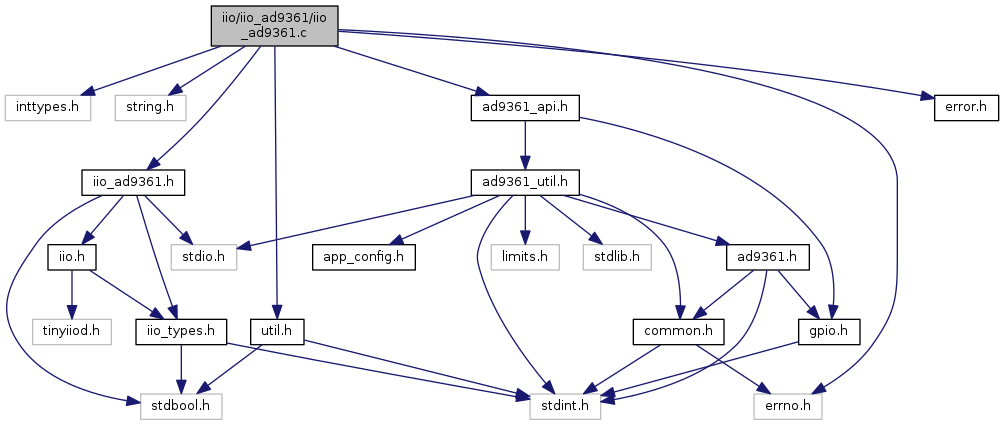 iio/iio_ad9361/iio
_ad9361.c
inttypes.h
string.h
ad9361_api.h
error.h
iio_ad9361.h
ad9361_util.h
iio.h
stdio.h
app_config.h
limits.h
stdlib.h
ad9361.h
tinyiiod.h
iio_types.h
util.h
common.h
gpio.h
stdbool.h
stdint.h
errno.h